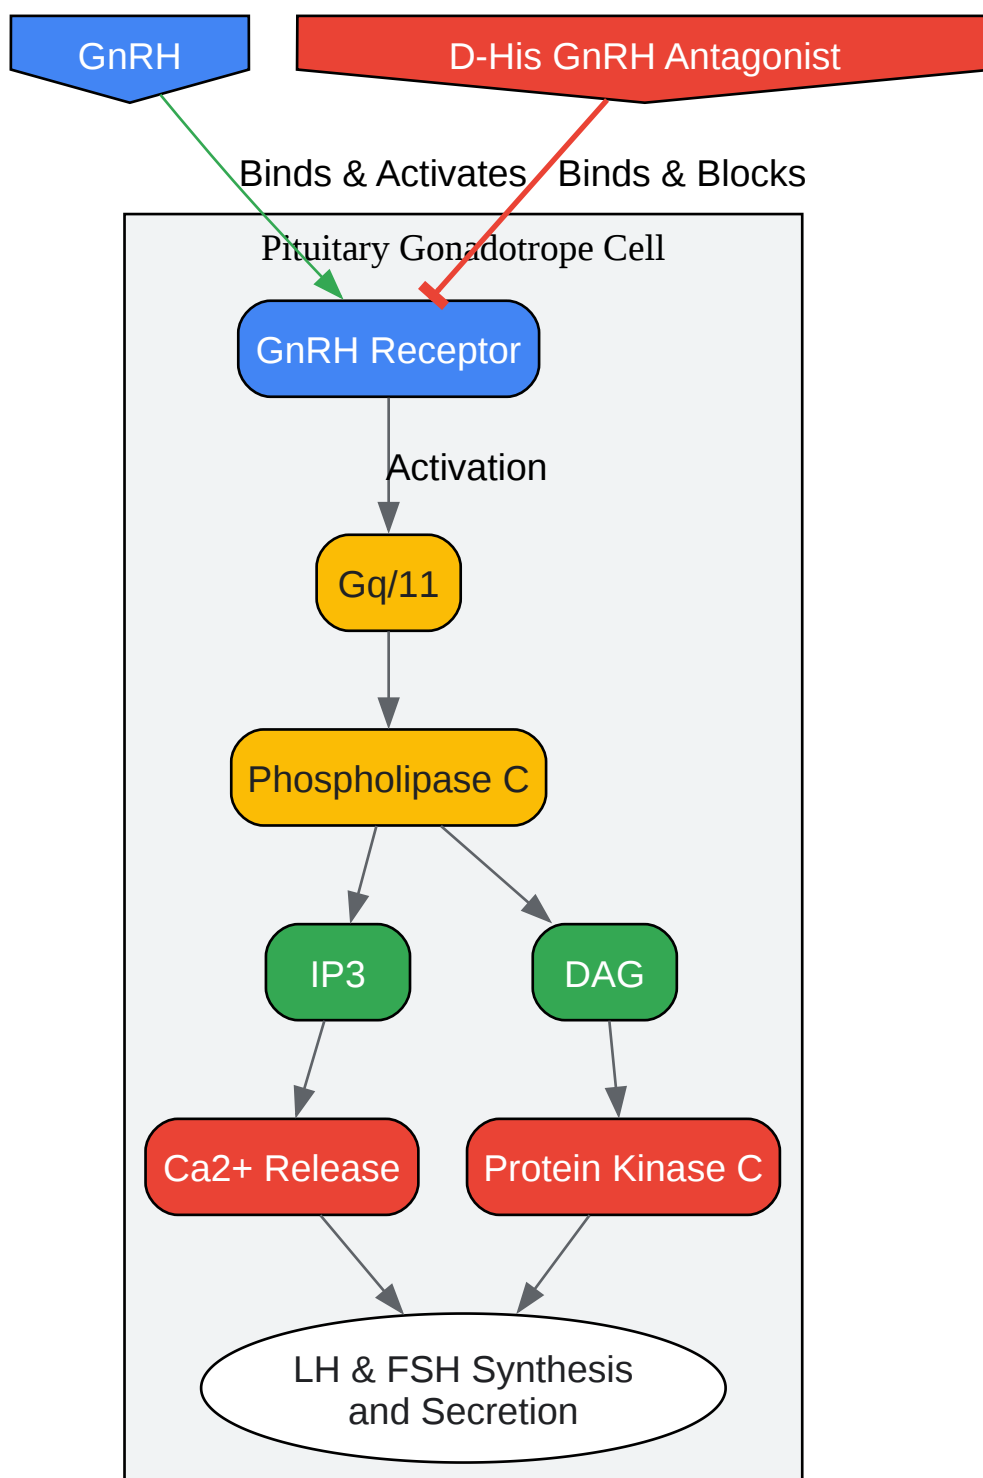 GnRH
D-His GnRH Antagonist
Binds & Activates
Binds & Blocks
Pituitary Gonadotrope Cell
GnRH Receptor
Activation
Gq/11
Phospholipase C
IP3
DAG
Ca2+ Release
Protein Kinase C
LH & FSH Synthesis
and Secretion